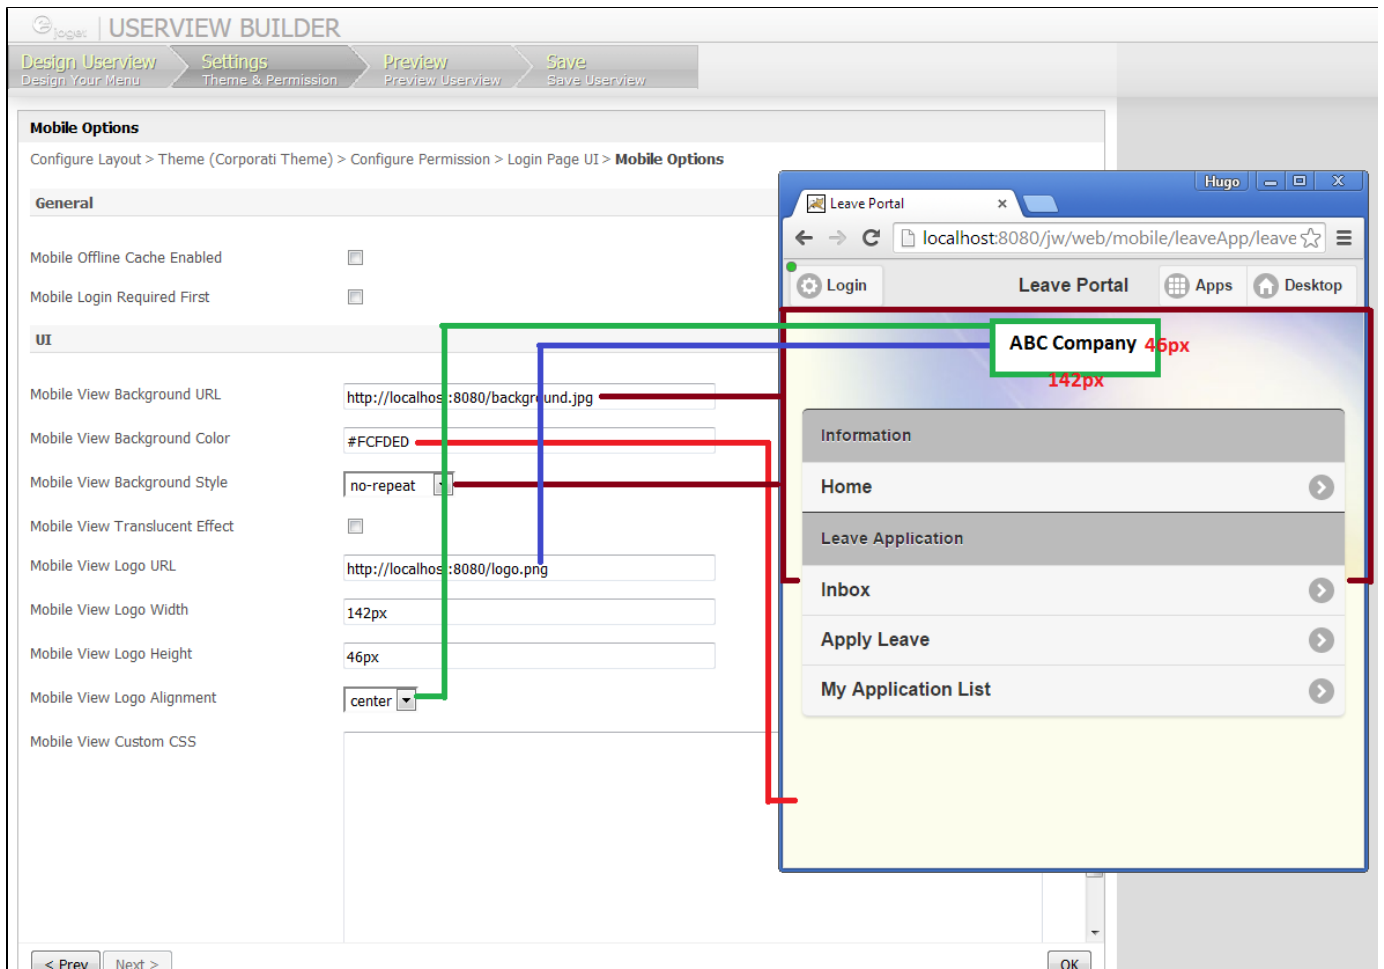 joget | USERVIEW BUILDER
Design Userview
Design Your Menu
Settings
Theme & Permission
Preview
Preview Userview
Save
Save Userview
Mobile Options
Configure Layout > Theme (Corporati Theme) > Configure Permission > Login Page UI > Mobile Options
General
Mobile Offline Cache Enabled
Mobile Login Required First
UI
Mobile View Background URL
http://localhost:8080/background.jpg
Mobile View Background Color
#FCFDED
Mobile View Background Style
no-repeat
Mobile View Translucent Effect
Mobile View Logo URL
http://localhost:8080/logo.png
Mobile View Logo Width
142px
Mobile View Logo Height
46px
Mobile View Logo Alignment
center
Mobile View Custom CSS
< Prev
Next >
OK
Hugo
Leave Portal
localhost:8080/jw/web/mobile/leaveApp/leave
Login
Leave Portal
Apps
Desktop
ABC Company
46px
142px
Information
Home
Leave Application
Inbox
Apply Leave
My Application List